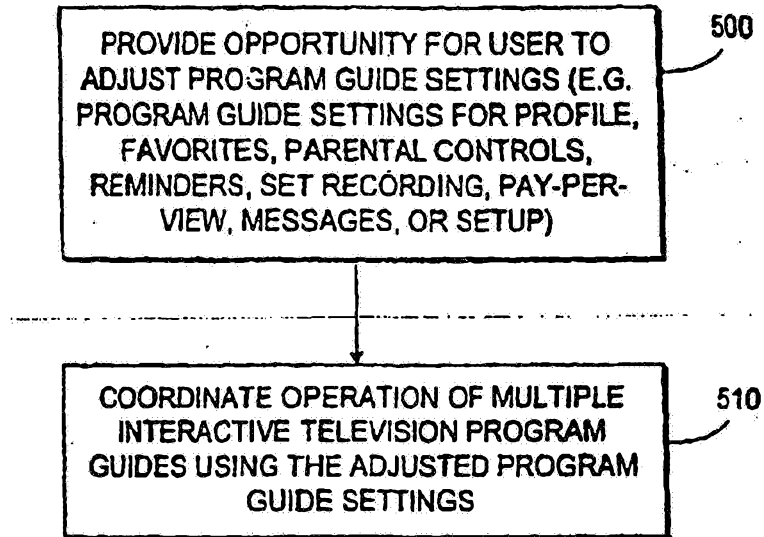 PROVIDE OPPORTUNITY FOR USER TO
ADJUST PROGRAM GUIDE SETTINGS (E.G.
PROGRAM GUIDE SETTINGS FOR PROFILE,
FAVORITES, PARENTAL CONTROLS,
REMINDERS, SET RECORDING, PAY-PER-
VIEW, MESSAGES, OR SETUP)
500
COORDINATE OPERATION OF MULTIPLE
INTERACTIVE TELEVISION PROGRAM
GUIDES USING THE ADJUSTED PROGRAM
GUIDE SETTINGS
510